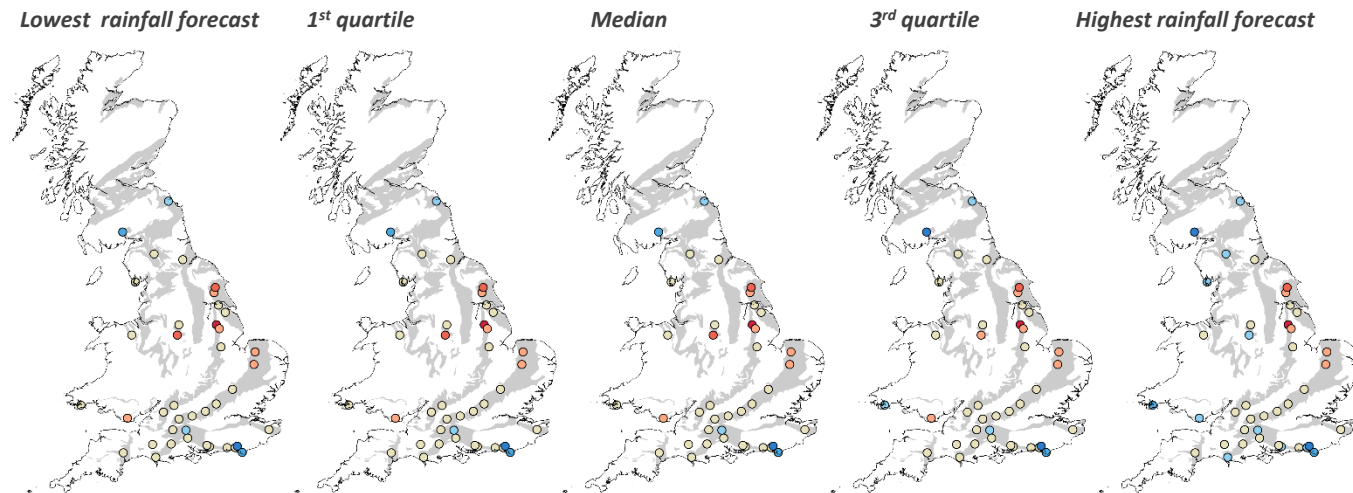 Lowest rainfall forecast
1st quartile
Median
3rd quartile
Highest rainfall forecast